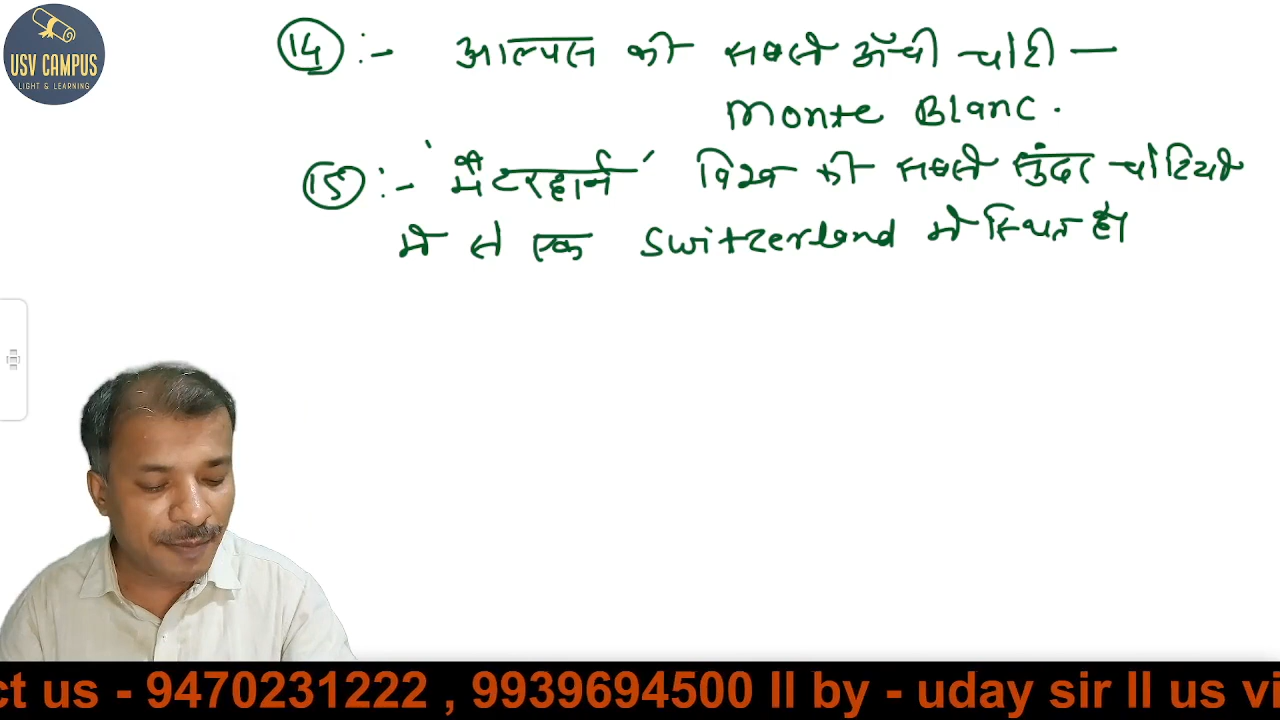 USV CAMPUS
LIGHT & LEARNING
(14) :- आल्पस की सबसे ऊँची चोटी —
Monte Blanc.
(15) :- 'मैटरहार्न' विश्व की सबसे सुंदर चोटियो
मे से एक Switzerland मे स्थित है।
ct us - 9470231222 , 9939694500 ll by - uday sir ll us vi